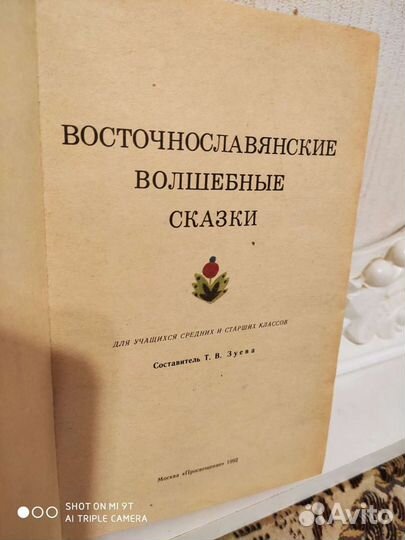 ВОСТОЧНОСЛАВЯНСКИЕ
ВОЛШЕБНЫЕ
СКАЗКИ
ДЛЯ УЧАЩИХСЯ СРЕДНИХ И СТАРШИХ КЛАССОВ
Составитель Т. В. Зуева
Москва «Просвещение» 1992
SHOT ON MI 9T
AI TRIPLE CAMERA
Avito